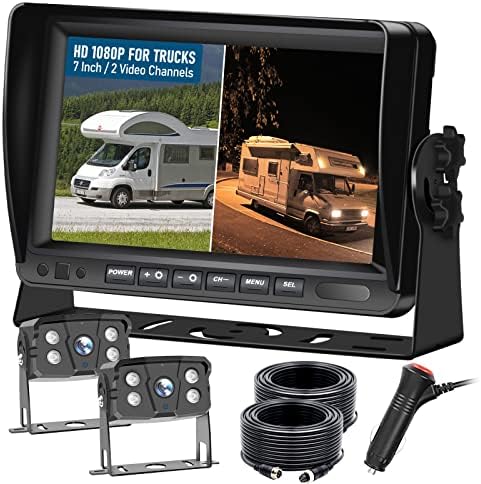 HD 1080P FOR TRUCKS
7 Inch / 2 Video Channels
POWER + - CH— MENU SEL